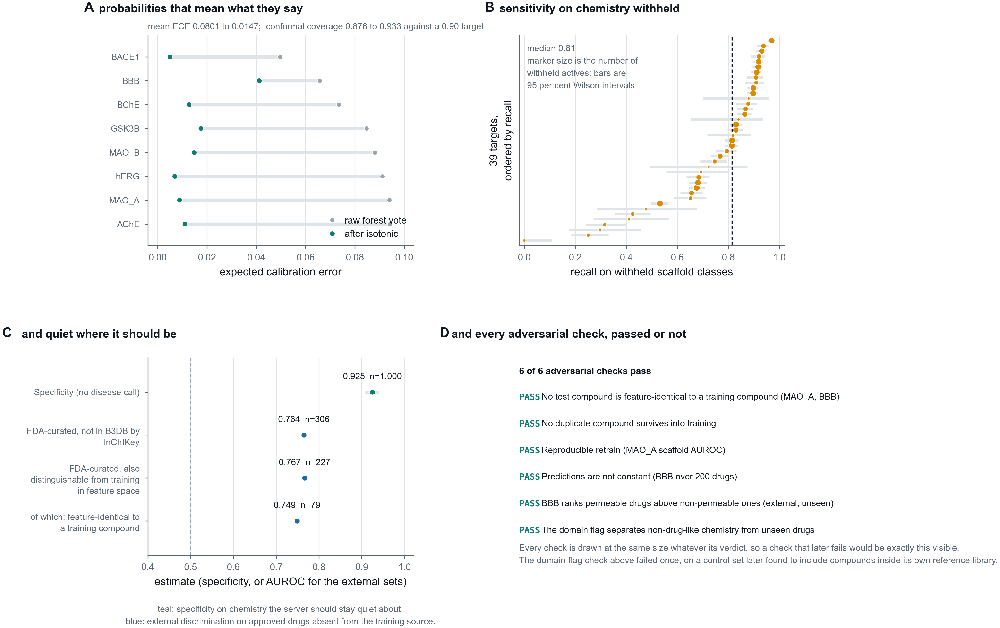 A probabilities that mean what they say
mean ECE 0.0801 to 0.0147; conformal coverage 0.876 to 0.933 against a 0.90 target
BACE1
BBB
BChE
GSK3B
MAO_B
hERG
MAO_A
AChE
raw forest vote
after isotonic
0.00 0.02 0.04 0.06 0.08 0.10
expected calibration error
B sensitivity on chemistry withheld
median 0.81
marker size is the number of
withheld actives; bars are
95 per cent Wilson intervals
39 targets,
ordered by recall
0.0 0.2 0.4 0.6 0.8 1.0
recall on withheld scaffold classes
C and quiet where it should be
0.925 n=1,000
Specificity (no disease call)
0.764 n=306
FDA-curated, not in B3DB by
InChIKey
0.767 n=227
FDA-curated, also
distinguishable from training
in feature space
0.749 n=79
of which: feature-identical to
a training compound
0.4 0.5 0.6 0.7 0.8 0.9 1.0
estimate (specificity, or AUROC for the external sets)
teal: specificity on chemistry the server should stay quiet about.
blue: external discrimination on approved drugs absent from the training source.
D and every adversarial check, passed or not
6 of 6 adversarial checks pass
PASS No test compound is feature-identical to a training compound (MAO_A, BBB)
PASS No duplicate compound survives into training
PASS Reproducible retrain (MAO_A scaffold AUROC)
PASS Predictions are not constant (BBB over 200 drugs)
PASS BBB ranks permeable drugs above non-permeable ones (external, unseen)
PASS The domain flag separates non-drug-like chemistry from unseen drugs
Every check is drawn at the same size whatever its verdict, so a check that later fails would be exactly this visible.
The domain-flag check above failed once, on a control set later found to include compounds inside its own reference library.